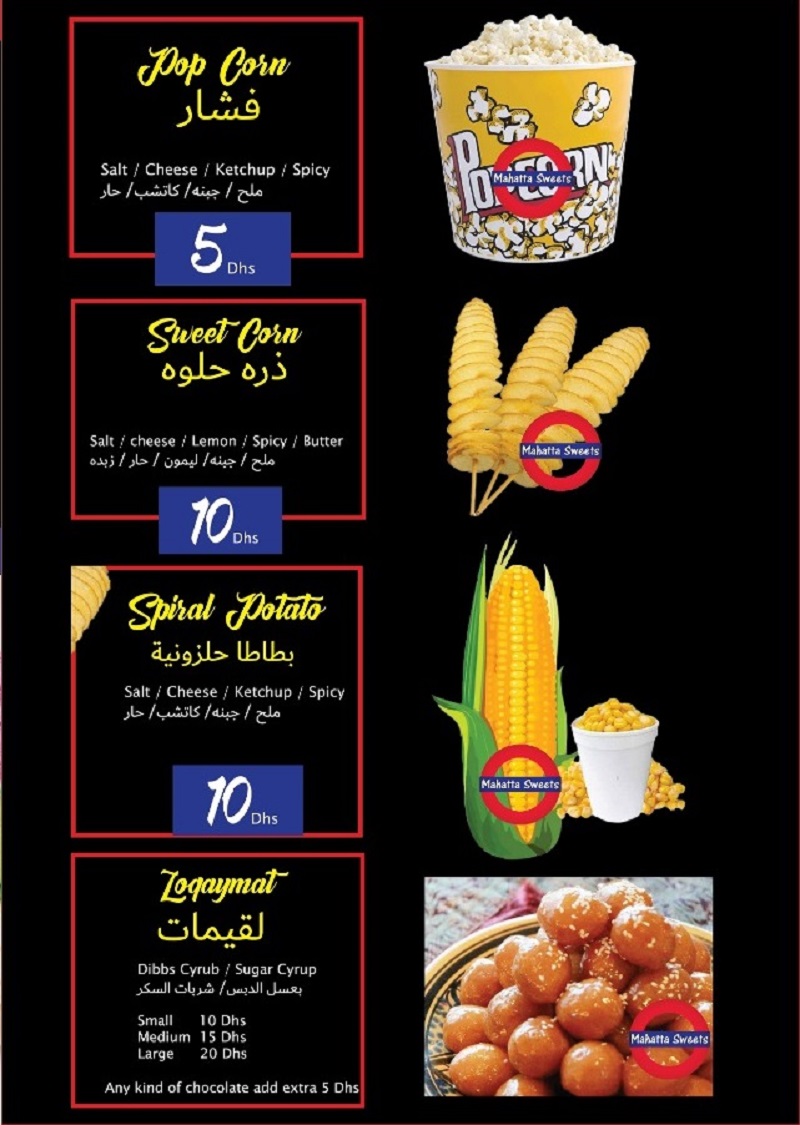 Pop Corn
فشار
Salt / Cheese / Ketchup / Spicy
ملح / جبنه/ كاتشب/ حار
5 Dhs
POPCORN
Mahatta Sweets
Sweet Corn
ذره حلوه
Salt / cheese / Lemon / Spicy / Butter
ملح / جبنه/ ليمون / حار / زبده
10 Dhs
Mahatta Sweets
Spiral Potato
بطاطا حلزونية
Salt / Cheese / Ketchup / Spicy
ملح / جبنه/ كاتشب/ حار
10 Dhs
Mahatta Sweets
Loqaymat
لقيمات
Dibbs Cyrub / Sugar Cyrup
بعسل الدبس/ شربات السكر
Small 10 Dhs
Medium 15 Dhs
Large 20 Dhs
Any kind of chocolate add extra 5 Dhs
Mahatta Sweets